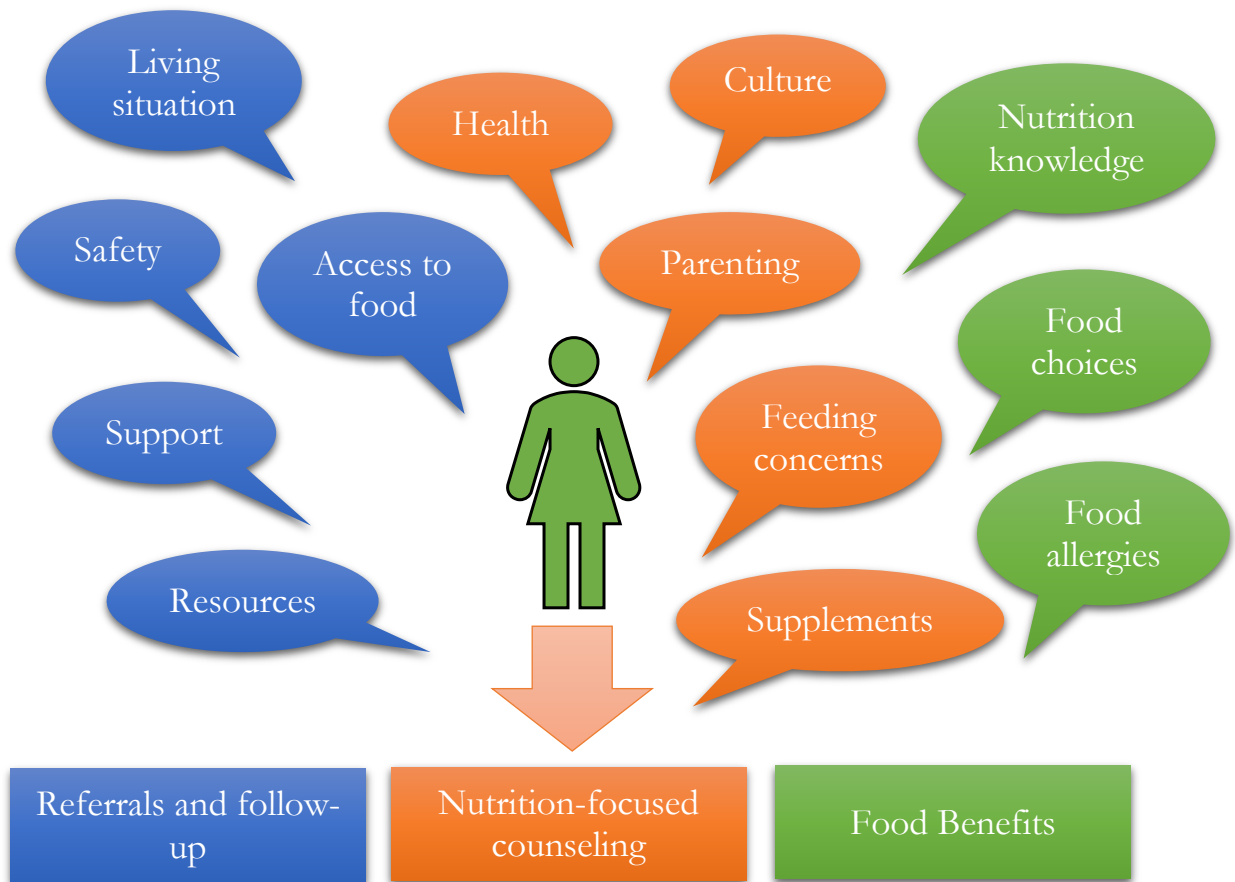 Living
situation
Health
Culture
Nutrition
knowledge
Safety
Access to
food
Parenting
Food
choices
Support
Feeding
concerns
Food
allergies
Resources
Supplements
Referrals and follow-
up
Nutrition-focused
counseling
Food Benefits